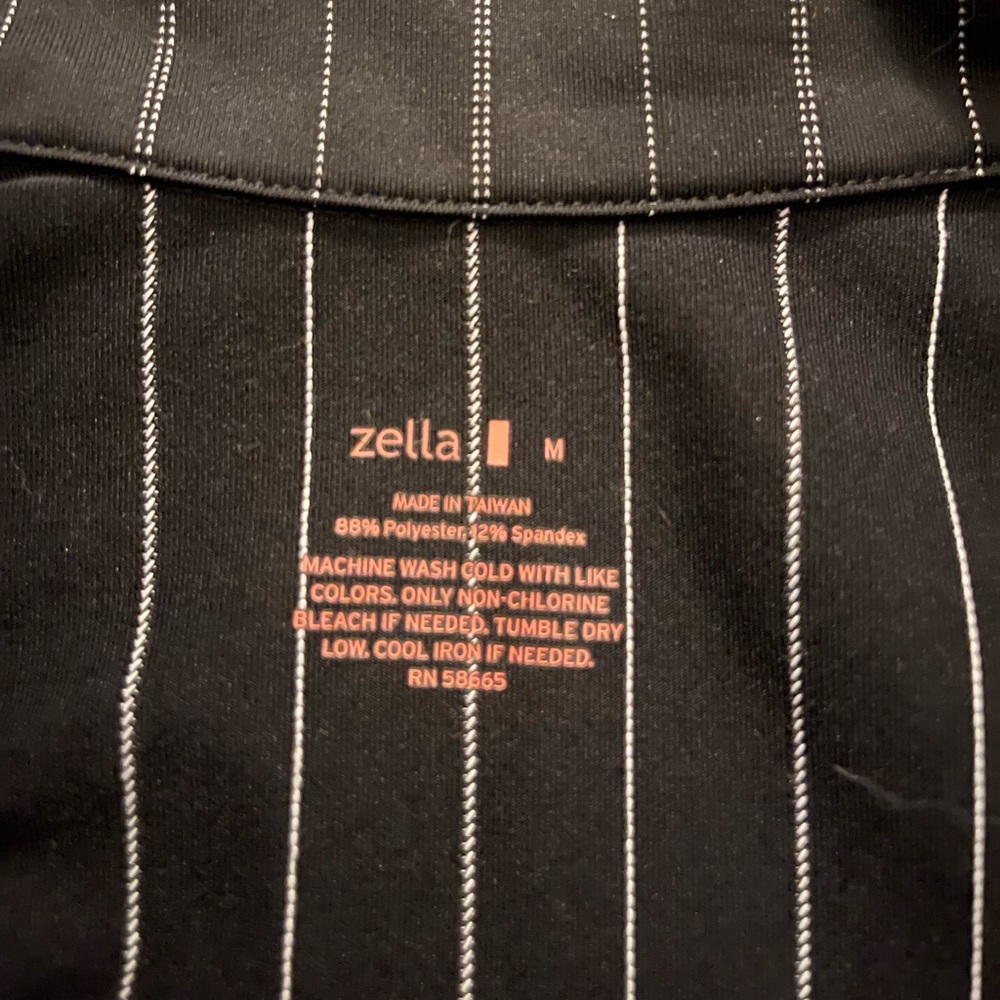 zella M
MADE IN TAIWAN
88% Polyester, 12% Spandex
MACHINE WASH COLD WITH LIKE
COLORS. ONLY NON-CHLORINE
BLEACH IF NEEDED. TUMBLE DRY
LOW. COOL IRON IF NEEDED.
RN 58665